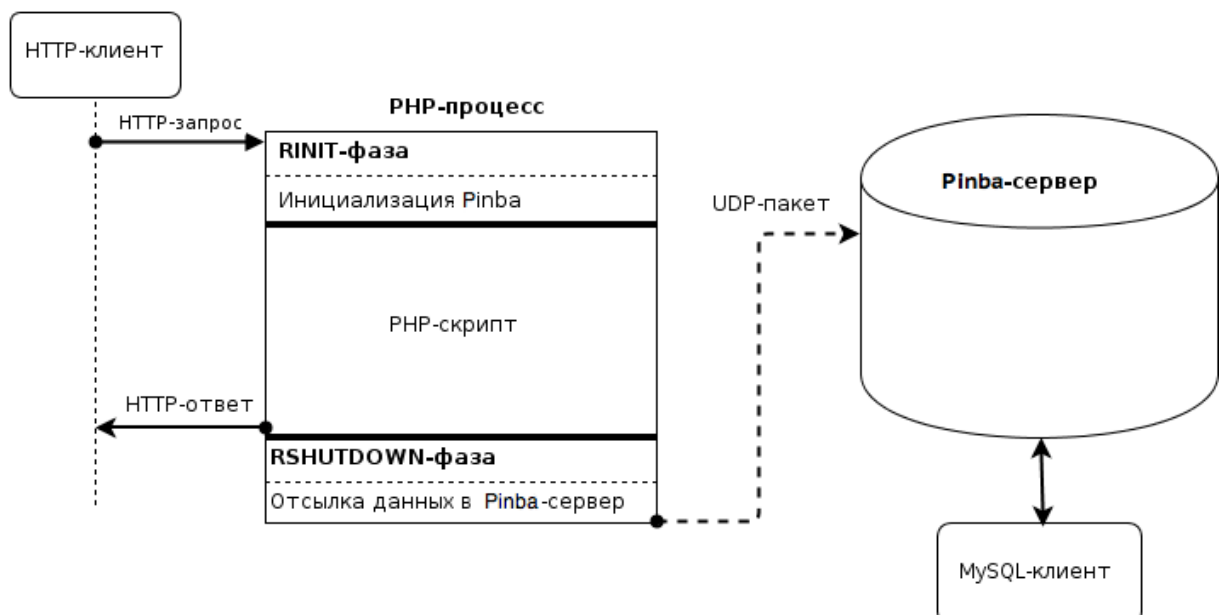 HTTP-клиент
PHP-процесс
HTTP-запрос
RINIT-фаза
Инициализация Pinba
Pinba-сервер
UDP-пакет
PHP-скрипт
HTTP-ответ
RSHUTDOWN-фаза
Отсылка данных в Pinba-сервер
MySQL-клиент